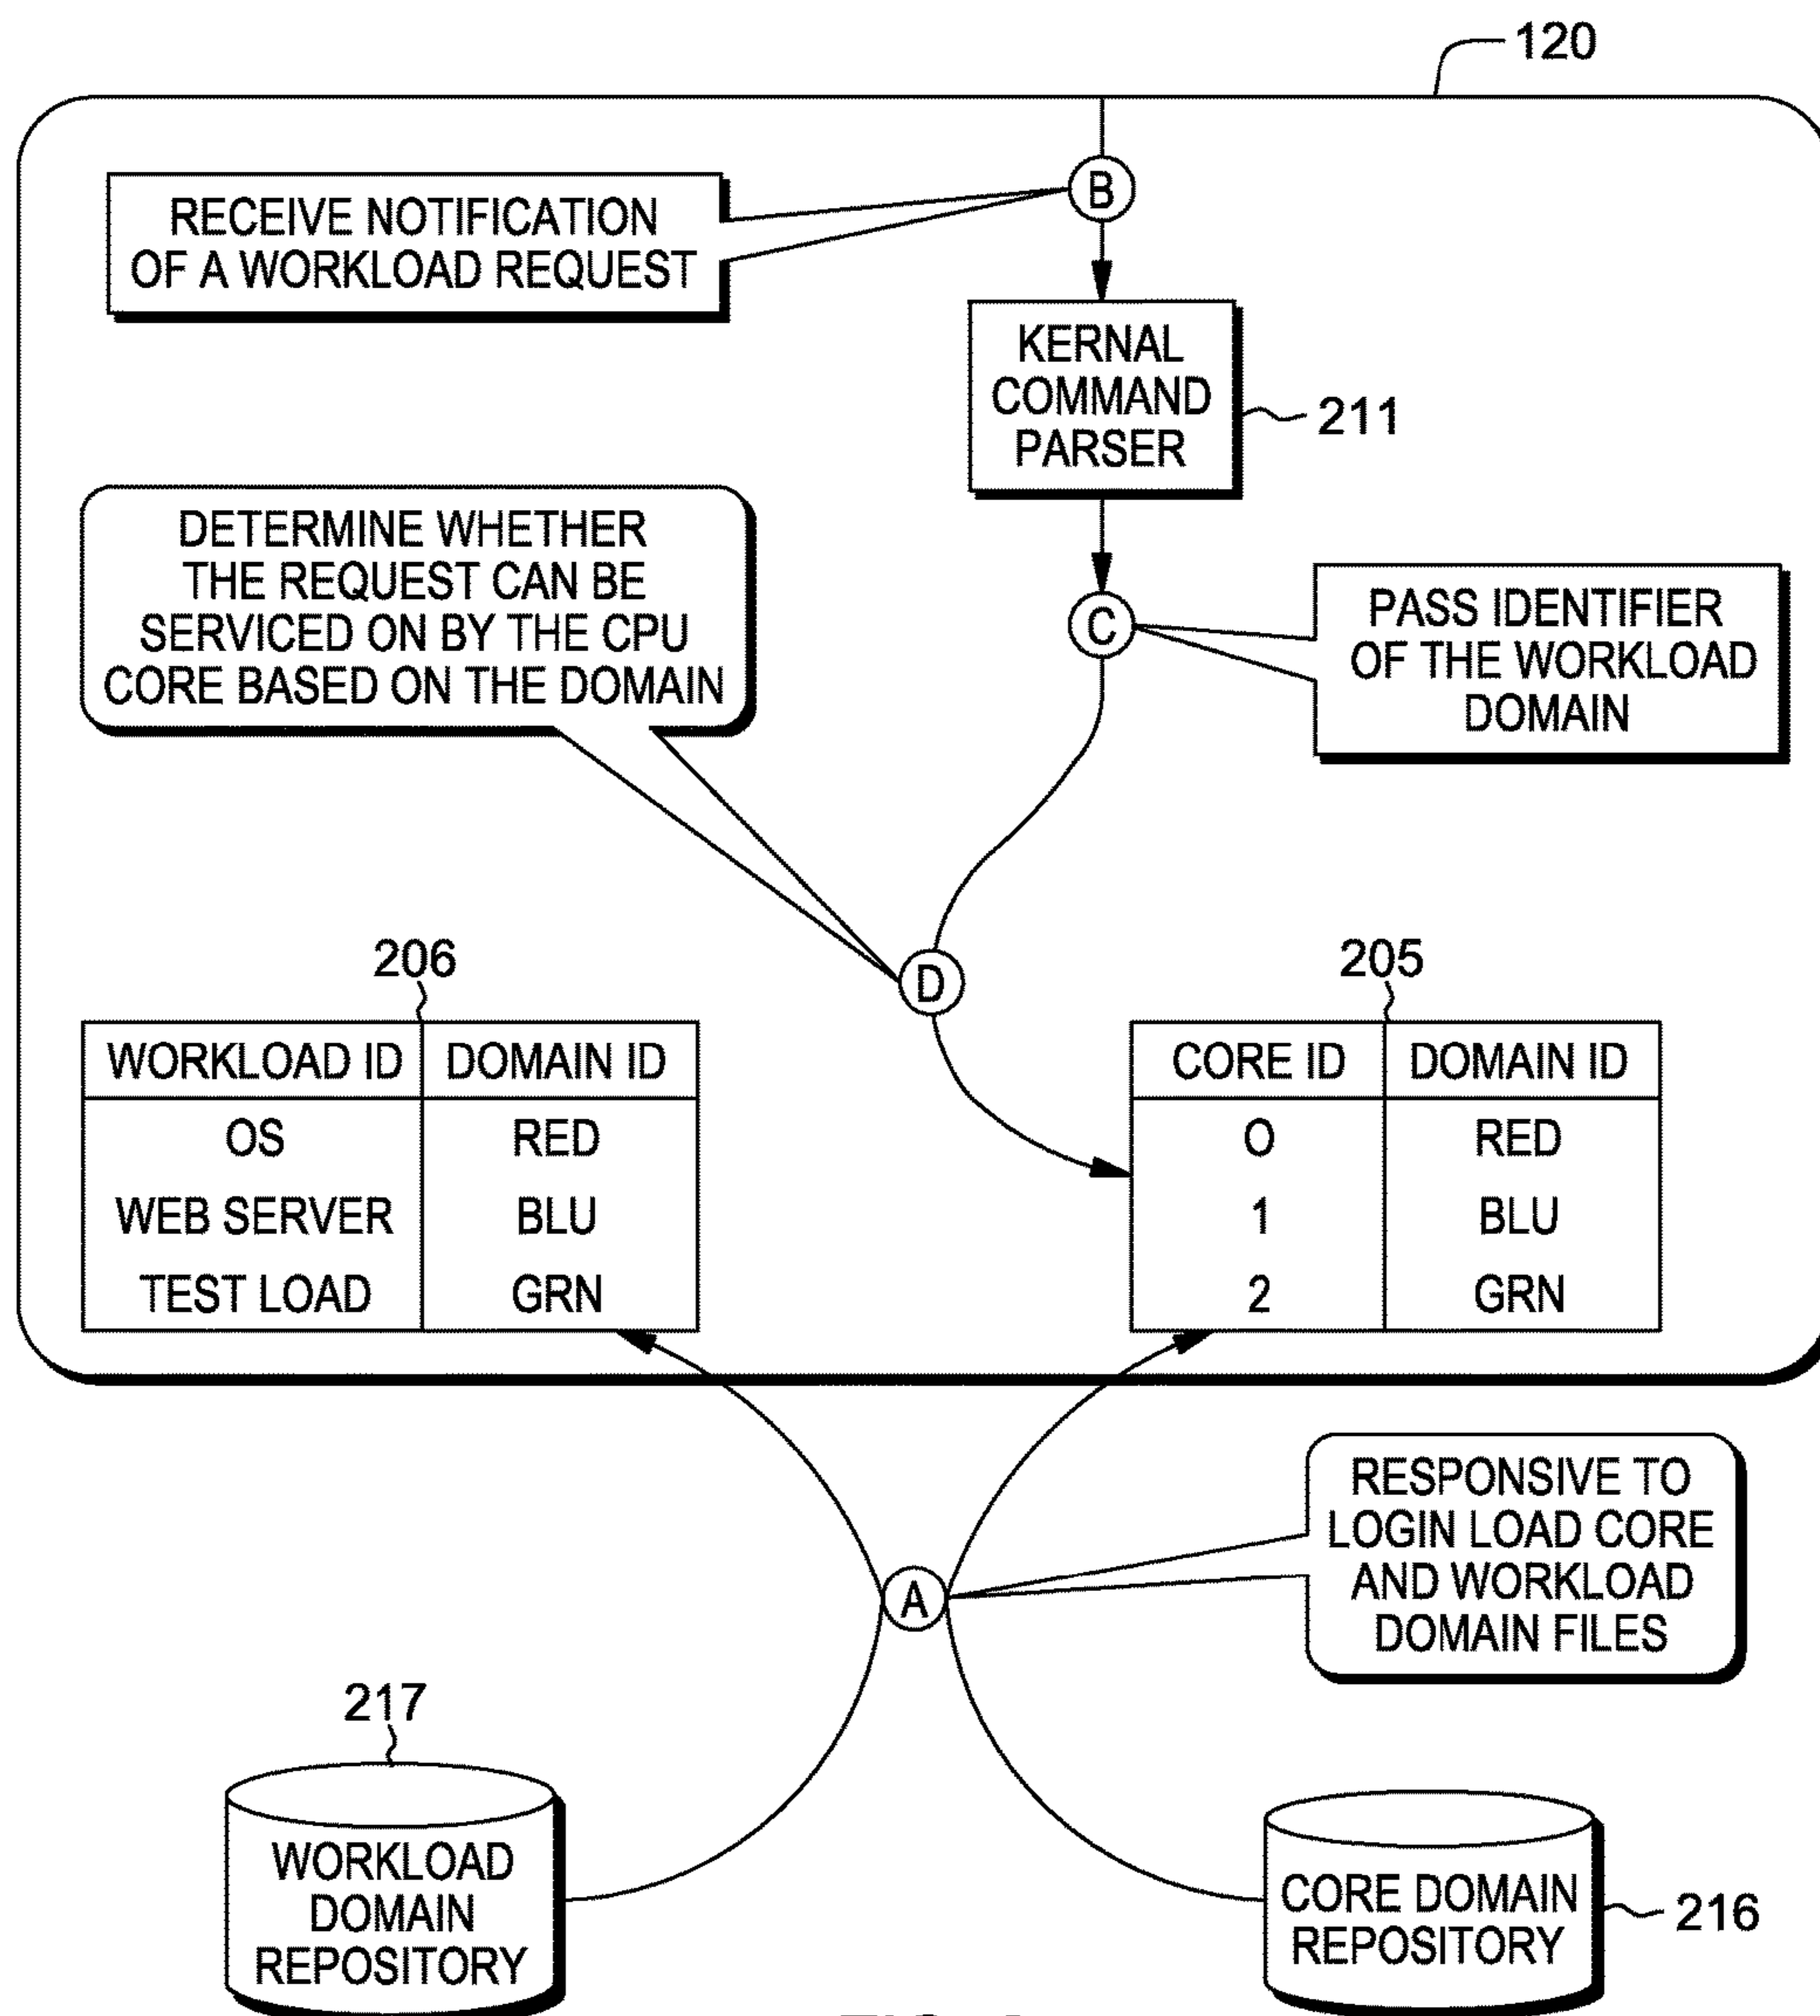 120
B
RECEIVE NOTIFICATION
OF A WORKLOAD REQUEST
KERNAL
COMMAND
PARSER
211
DETERMINE WHETHER
THE REQUEST CAN BE
SERVICED ON BY THE CPU
CORE BASED ON THE DOMAIN
C
PASS IDENTIFIER
OF THE WORKLOAD
DOMAIN
D
206
WORKLOAD ID DOMAIN ID
OS RED
WEB SERVER BLU
TEST LOAD GRN
205
CORE ID DOMAIN ID
0 RED
1 BLU
2 GRN
A
RESPONSIVE TO
LOGIN LOAD CORE
AND WORKLOAD
DOMAIN FILES
217
WORKLOAD
DOMAIN
REPOSITORY
CORE DOMAIN
REPOSITORY
216